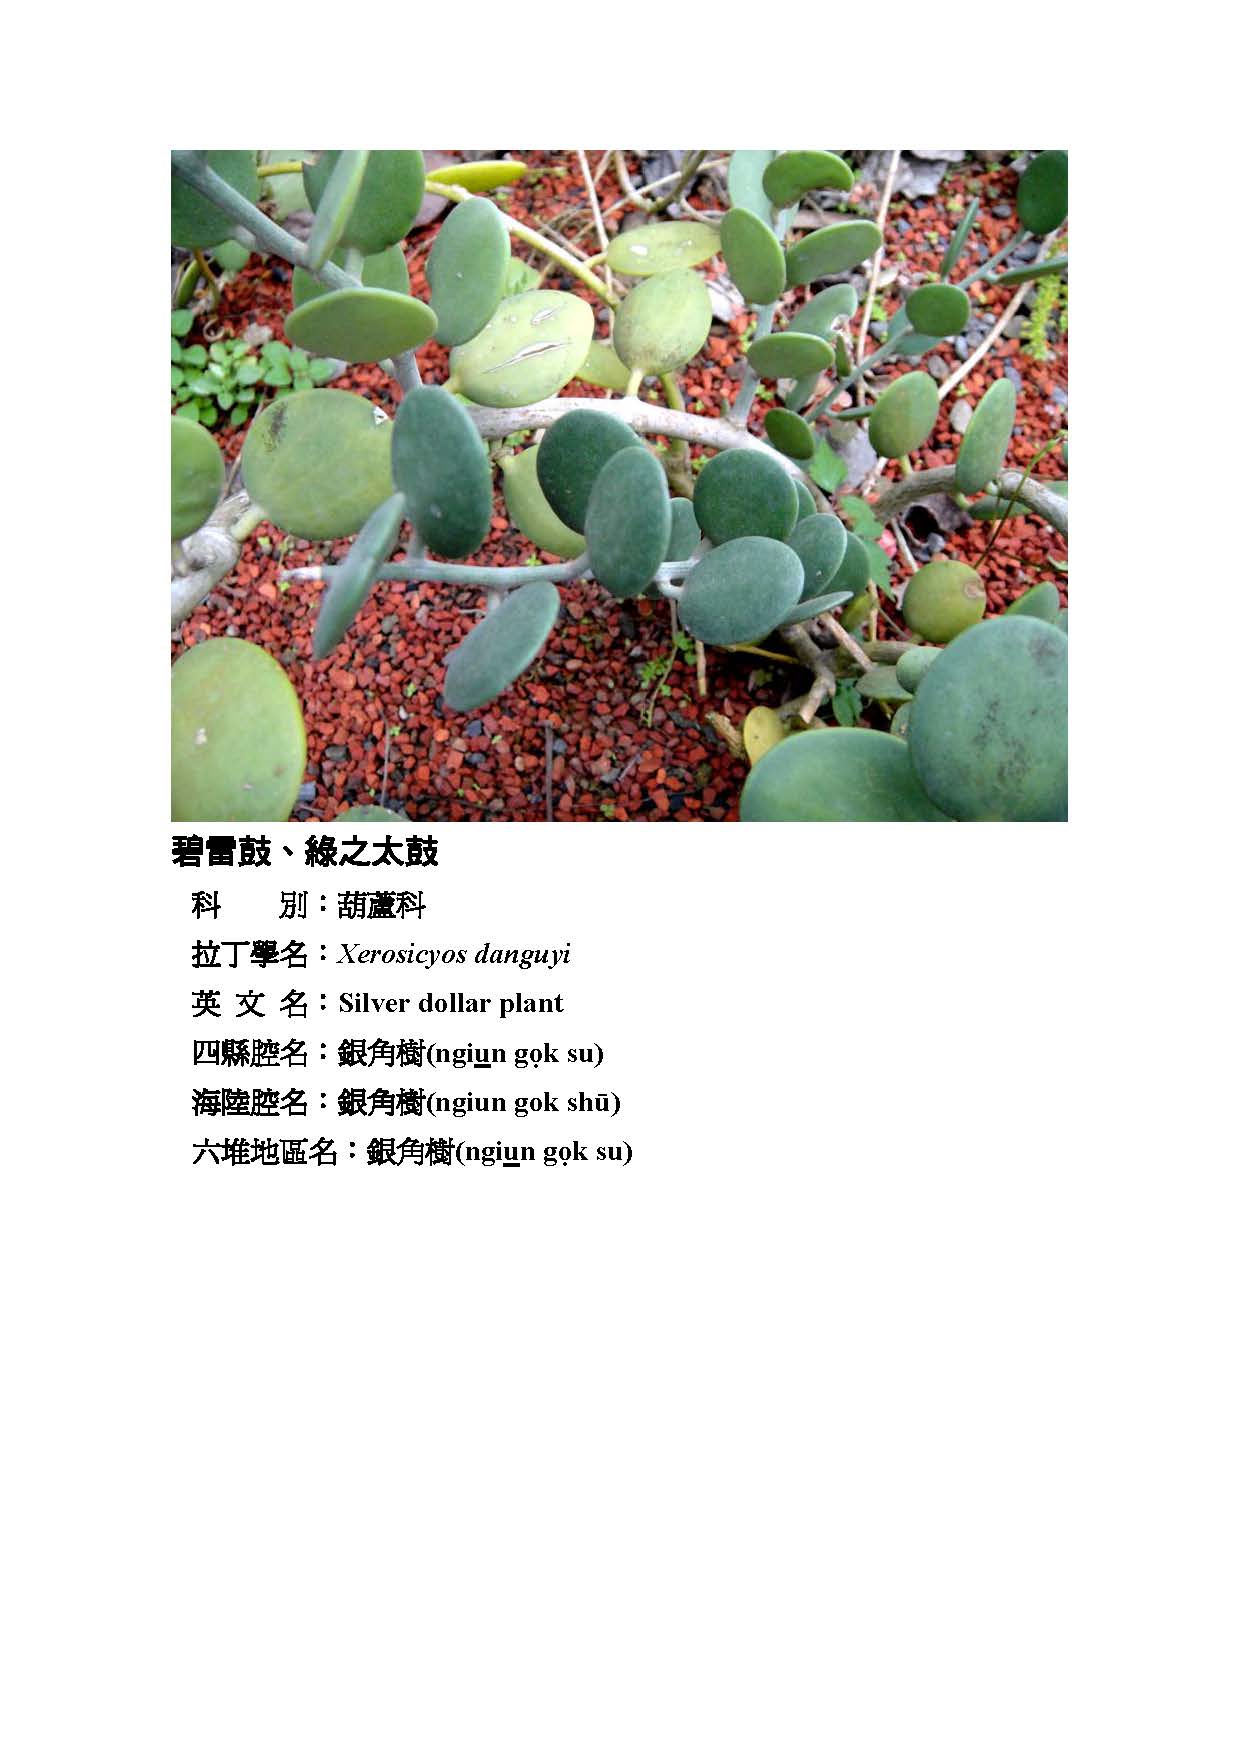 碧雷鼓、綠之太鼓
科　　別：葫蘆科
拉丁學名：Xerosicyos danguyi
英 文 名：Silver dollar plant
四縣腔名：銀角樹(ngiu̲n gọk su)
海陸腔名：銀角樹(ngiun gok shū)
六堆地區名：銀角樹(ngiu̲n gọk su)